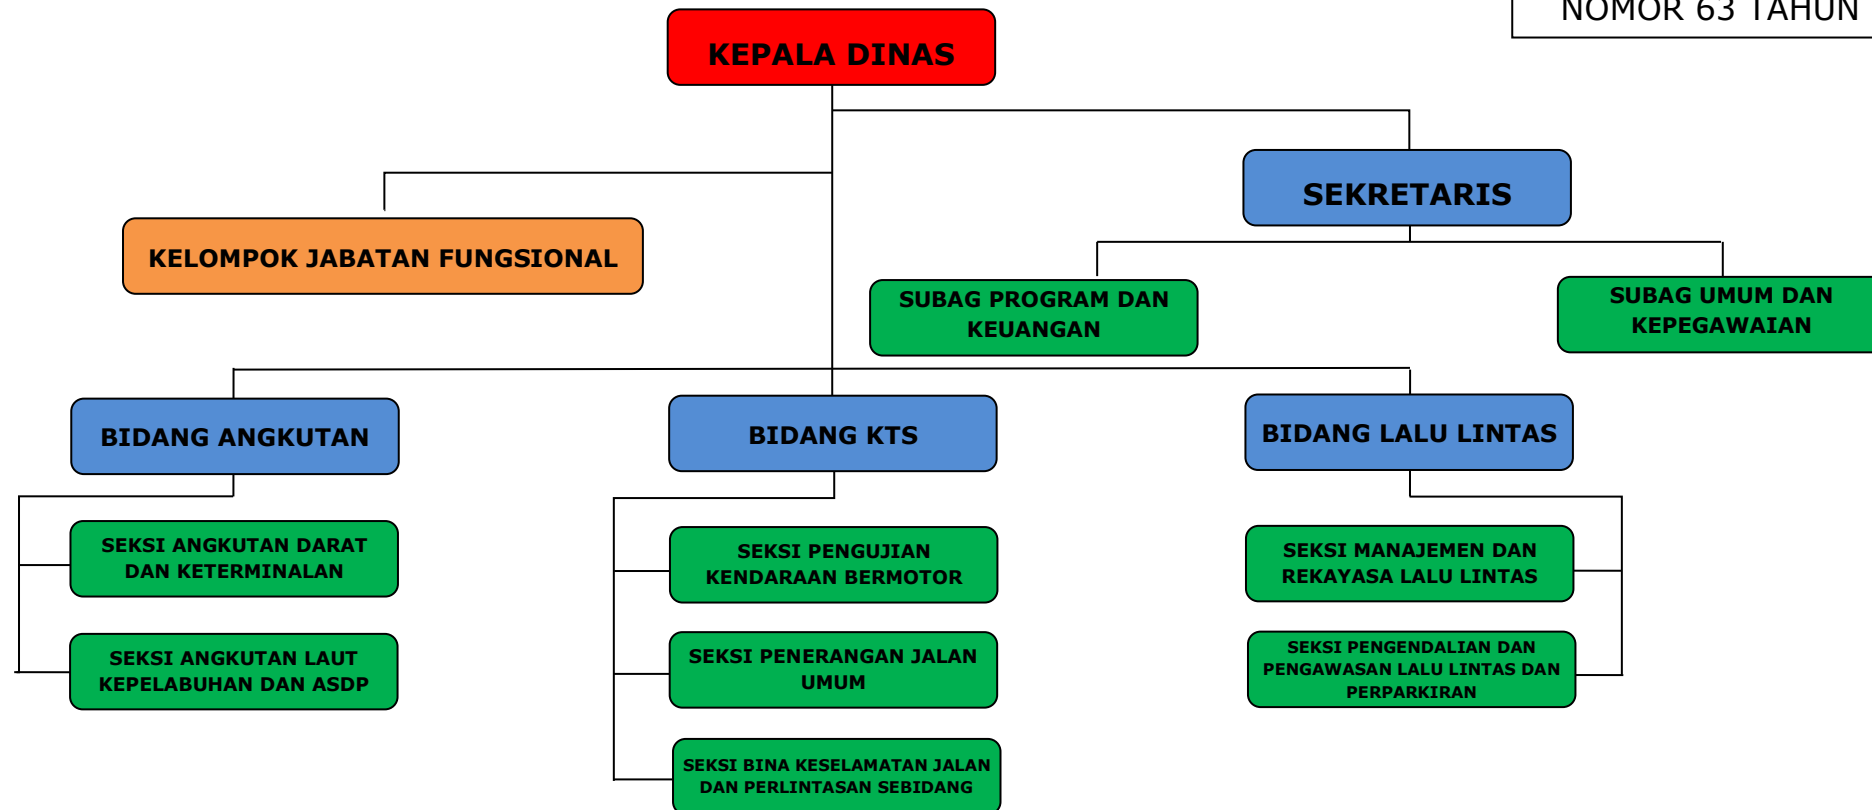 NOMOR 63 TAHUN
KEPALA DINAS
SEKRETARIS
KELOMPOK JABATAN FUNGSIONAL
SUBAG PROGRAM DAN
KEUANGAN
SUBAG UMUM DAN
KEPEGAWAIAN
BIDANG ANGKUTAN
BIDANG KTS
BIDANG LALU LINTAS
SEKSI ANGKUTAN DARAT
DAN KETERMINALAN
SEKSI PENGUJIAN
KENDARAAN BERMOTOR
SEKSI MANAJEMEN DAN
REKAYASA LALU LINTAS
SEKSI ANGKUTAN LAUT
KEPELABUHAN DAN ASDP
SEKSI PENERANGAN JALAN
UMUM
SEKSI PENGENDALIAN DAN
PENGAWASAN LALU LINTAS DAN
PERPARKIRAN
SEKSI BINA KESELAMATAN JALAN
DAN PERLINTASAN SEBIDANG